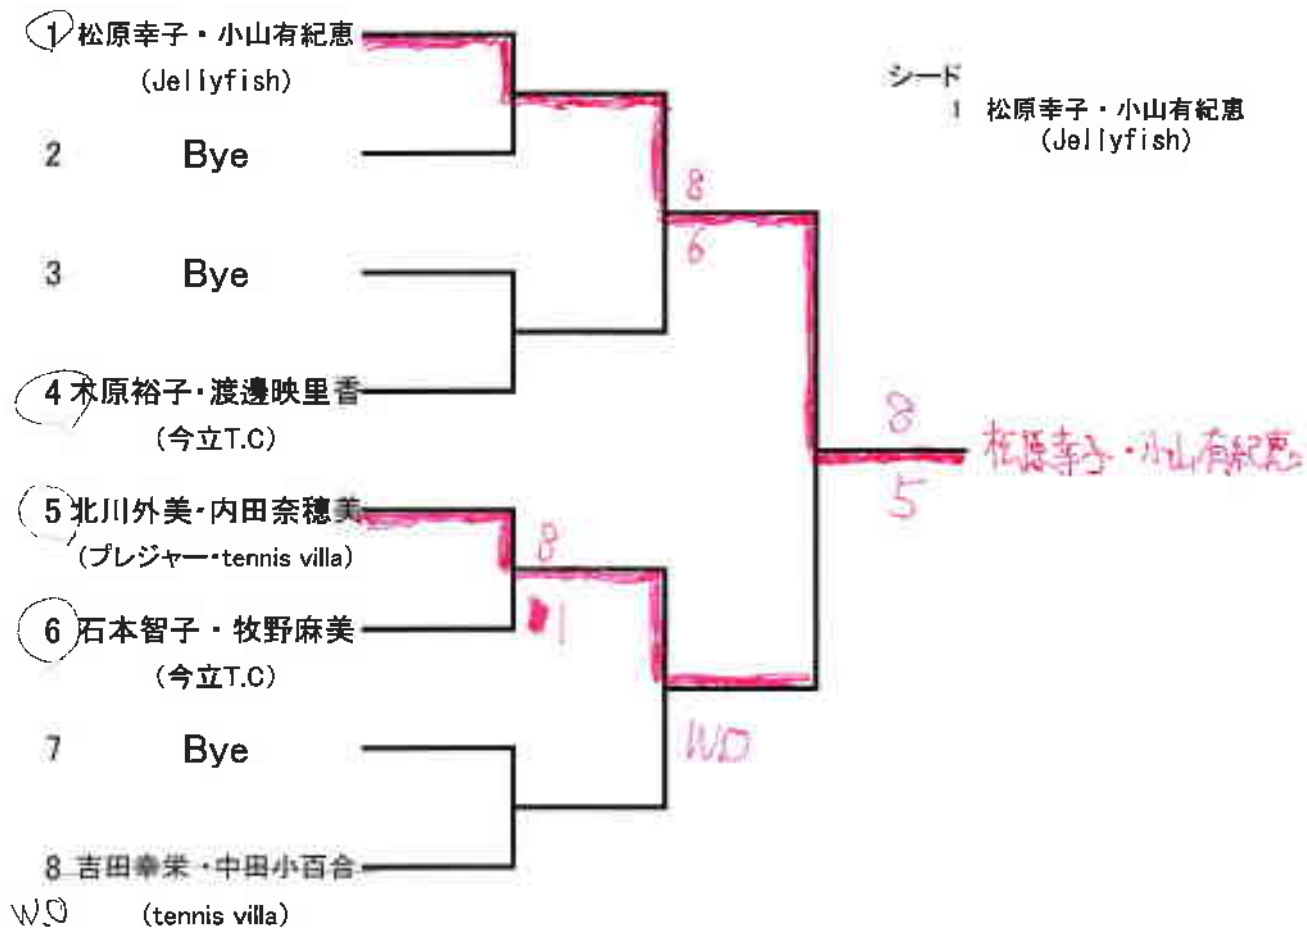 1 松原幸子・小山有紀恵
(Jellyfish)
シード
1 松原幸子・小山有紀恵
(Jellyfish)
2 Bye
8
6
3 Bye
4 木原裕子・渡邊映里香
(今立T.C)
8
松原幸子・小山有紀恵
5
5 北川外美・内田奈穂美
(プレジャー・tennis villa)
8
1
6 石本智子・牧野麻美
(今立T.C)
7 Bye
WO
8 吉田幸栄・中田小百合
W.O (tennis villa)